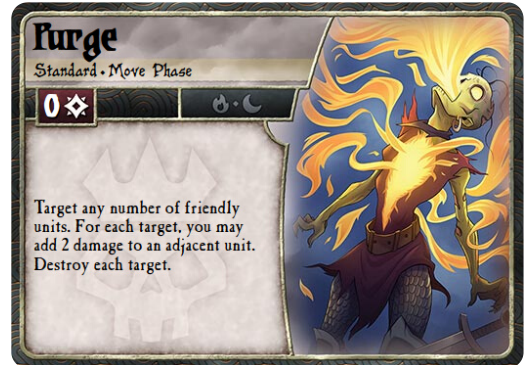 Purge
Standard • Move Phase
0
Target any number of friendly
units. For each target, you may
add 2 damage to an adjacent unit.
Destroy each target.